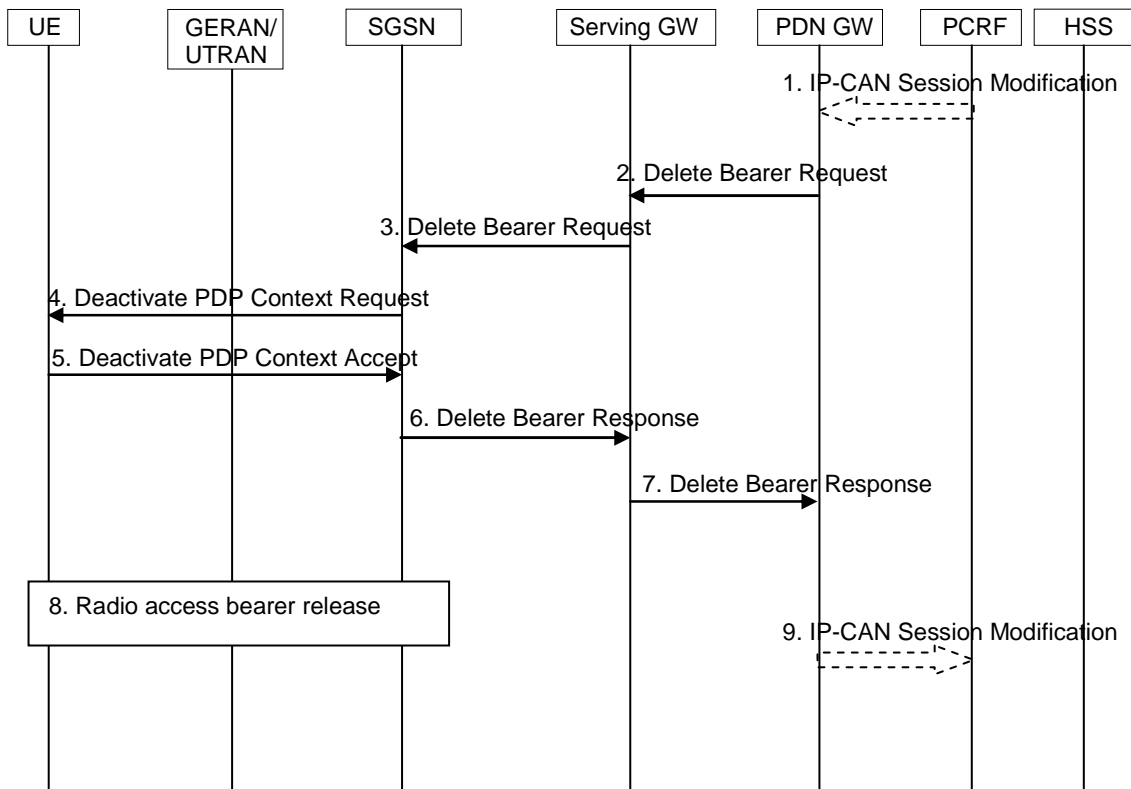 UE
GERAN/
UTRAN
SGSN
Serving GW
PDN GW
PCRF
HSS
1. IP-CAN Session Modification
2. Delete Bearer Request
3. Delete Bearer Request
4. Deactivate PDP Context Request
5. Deactivate PDP Context Accept
6. Delete Bearer Response
7. Delete Bearer Response
8. Radio access bearer release
9. IP-CAN Session Modification